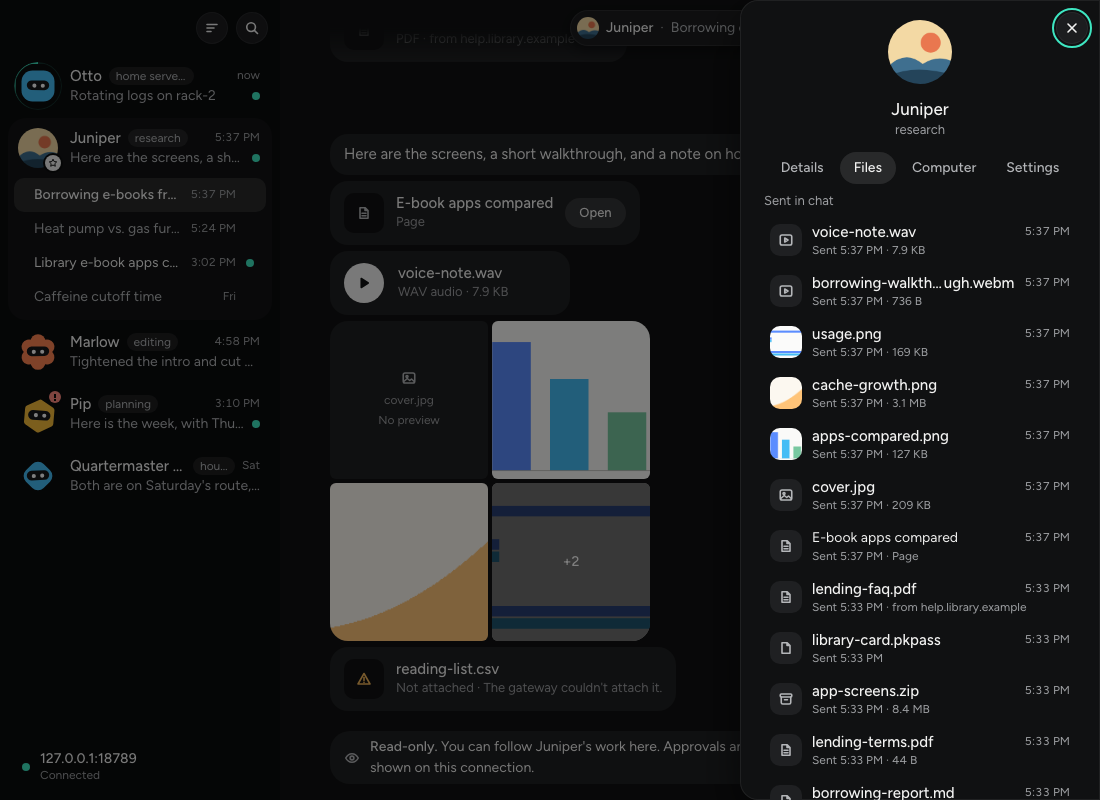 Otto
home serve...
now
Rotating logs on rack-2
Juniper
research
5:37 PM
Here are the screens, a sh...
Borrowing e-books fr...
5:37 PM
Heat pump vs. gas fur...
5:24 PM
Library e-book apps c...
3:02 PM
Caffeine cutoff time
Fri
Marlow
editing
4:58 PM
Tightened the intro and cut ...
Pip
planning
3:10 PM
Here is the week, with Thu...
Quartermaster ...
hou...
Sat
Both are on Saturday's route,...
127.0.0.1:18789
Connected
PDF · from help.library.example
Juniper · Borrowing
Here are the screens, a short walkthrough, and a note on ho
E-book apps compared
Page
Open
voice-note.wav
WAV audio · 7.9 KB
cover.jpg
No preview
+2
reading-list.csv
Not attached · The gateway couldn't attach it.
Read-only. You can follow Juniper's work here. Approvals ar
shown on this connection.
Juniper
research
Details
Files
Computer
Settings
Sent in chat
voice-note.wav
5:37 PM
Sent 5:37 PM · 7.9 KB
borrowing-walkth...ugh.webm
5:37 PM
Sent 5:37 PM · 736 B
usage.png
5:37 PM
Sent 5:37 PM · 169 KB
cache-growth.png
5:37 PM
Sent 5:37 PM · 3.1 MB
apps-compared.png
5:37 PM
Sent 5:37 PM · 127 KB
cover.jpg
5:37 PM
Sent 5:37 PM · 209 KB
E-book apps compared
5:37 PM
Sent 5:37 PM · Page
lending-faq.pdf
5:33 PM
Sent 5:33 PM · from help.library.example
library-card.pkpass
5:33 PM
Sent 5:33 PM
app-screens.zip
5:33 PM
Sent 5:33 PM · 8.4 MB
lending-terms.pdf
5:33 PM
Sent 5:33 PM · 44 B
borrowing-report.md
5:33 PM